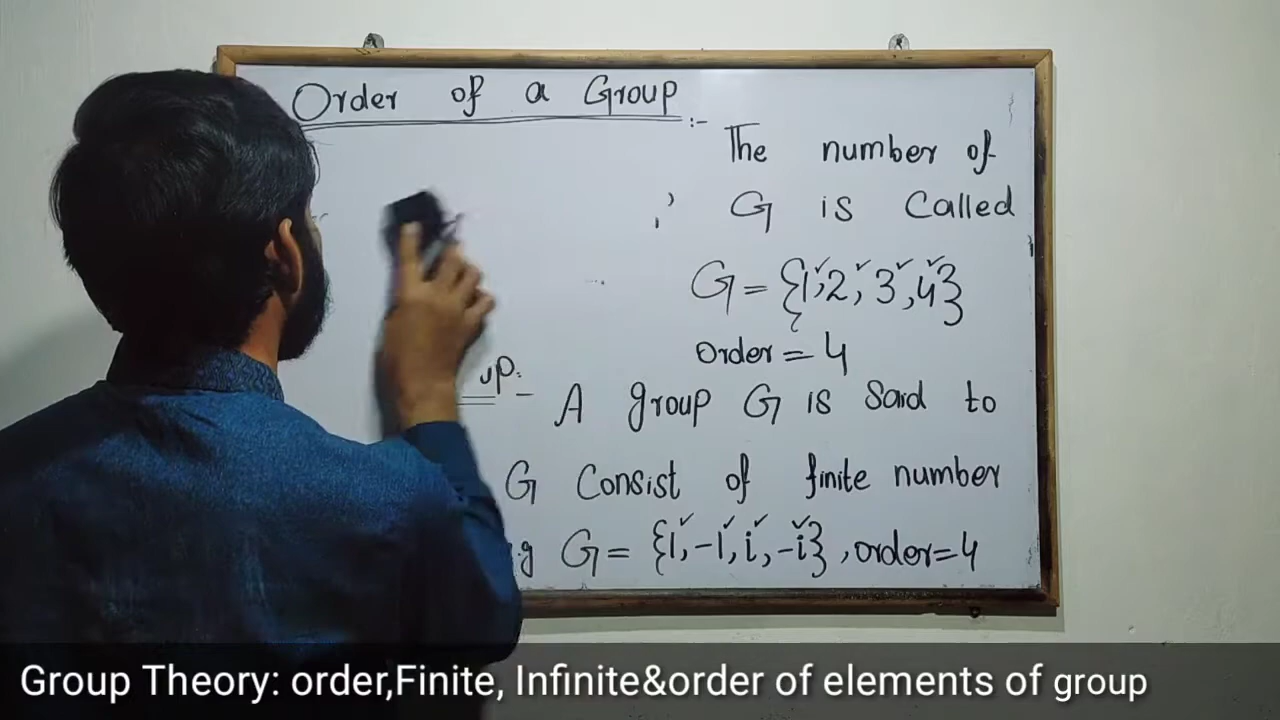 Order of a Group :-
The number of
G is Called
G = {1, 2, 3, 4}
Order = 4
up:- A group G is Said to
G Consist of finite number
g G = {1, -1, i, -i}, order=4
Group Theory: order,Finite, Infinite&order of elements of group